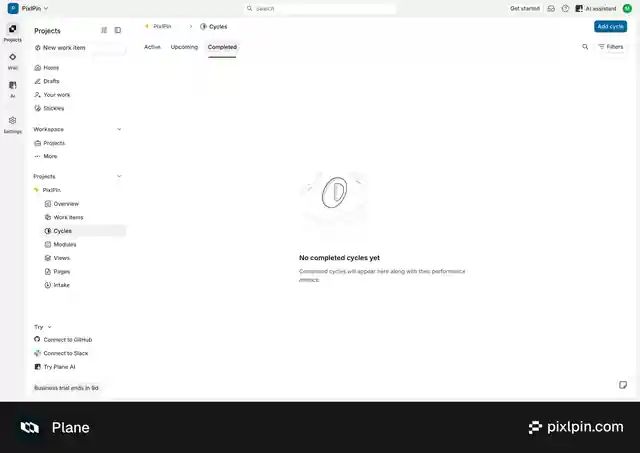 PixlPin
Search
Get started
AI assistant
M
Projects
Wiki
AI
Settings
Projects
New work item
Home
Drafts
Your work
Stickies
Workspace
Projects
More
Projects
PixlPin
Overview
Work items
Cycles
Modules
Views
Pages
Intake
Try
Connect to GitHub
Connect to Slack
Try Plane AI
Business trial ends in 9d
PixlPin > Cycles
Add cycle
Active Upcoming Completed
Filters
No completed cycles yet
Completed cycles will appear here along with their performance
metrics.
Plane
pixlpin.com